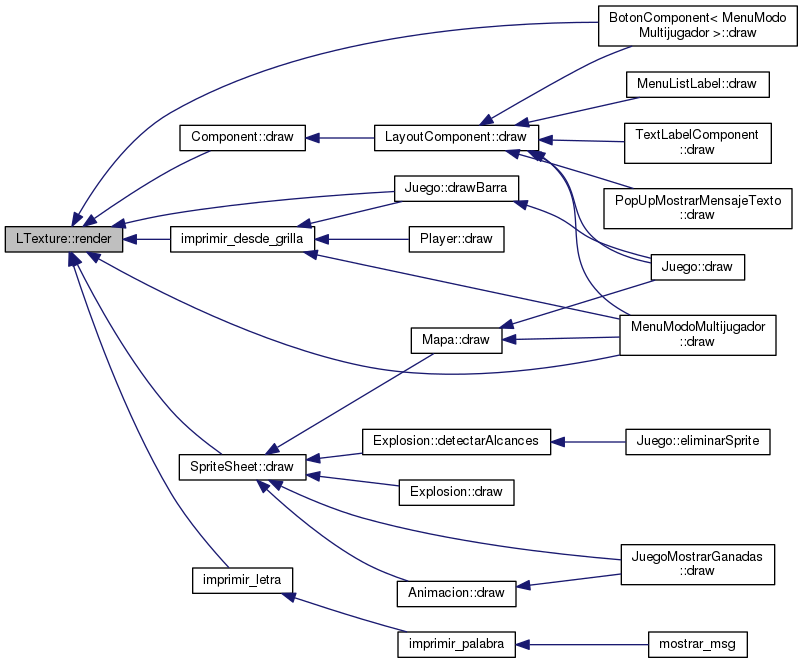 BotonComponent< MenuModo
Multijugador >::draw
MenuListLabel::draw
Component::draw
LayoutComponent::draw
TextLabelComponent
::draw
Juego::drawBarra
PopUpMostrarMensajeTexto
::draw
LTexture::render
imprimir_desde_grilla
Player::draw
Juego::draw
Mapa::draw
MenuModoMultijugador
::draw
Explosion::detectarAlcances
Juego::eliminarSprite
SpriteSheet::draw
Explosion::draw
JuegoMostrarGanadas
::draw
imprimir_letra
Animacion::draw
imprimir_palabra
mostrar_msg